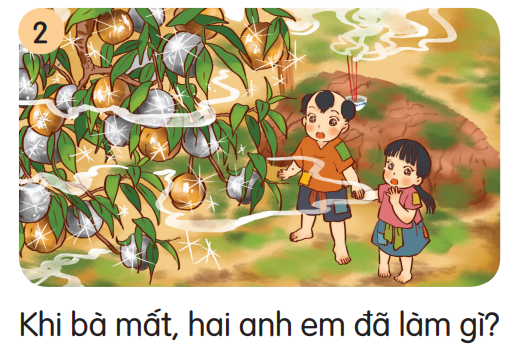 2
Khi bà mất, hai anh em đã làm gì?